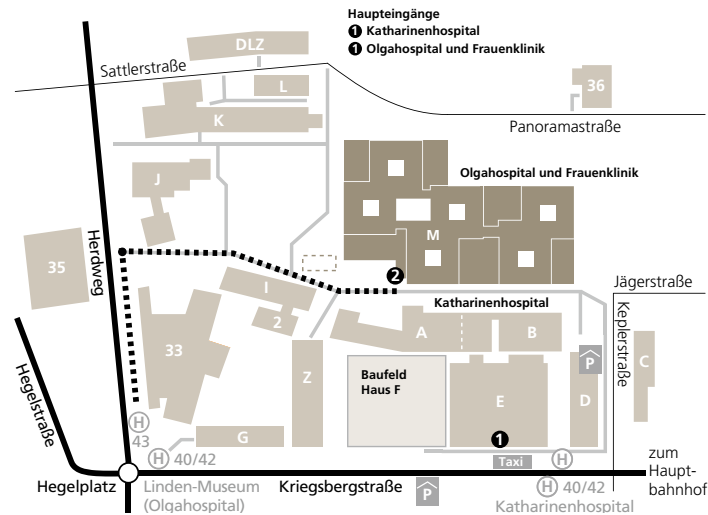 Haupteingänge
1 Katharinenhospital
1 Olgahospital und Frauenklinik
DLZ
Sattlerstraße
L
36
K
Panoramastraße
J
Olgahospital und Frauenklinik
M
35
Herdweg
2
I
Jägerstraße
Katharinenhospital
2
A
B
Keplerstraße
33
Z
Baufeld
Haus F
P
C
Hegelstraße
E
D
H
43
G
1
H 40/42
Taxi
H
zum
Haupt-
bahnhof
Hegelplatz
Linden-Museum
(Olgahospital)
Kriegsbergstraße
P
H 40/42
Katharinenhospital